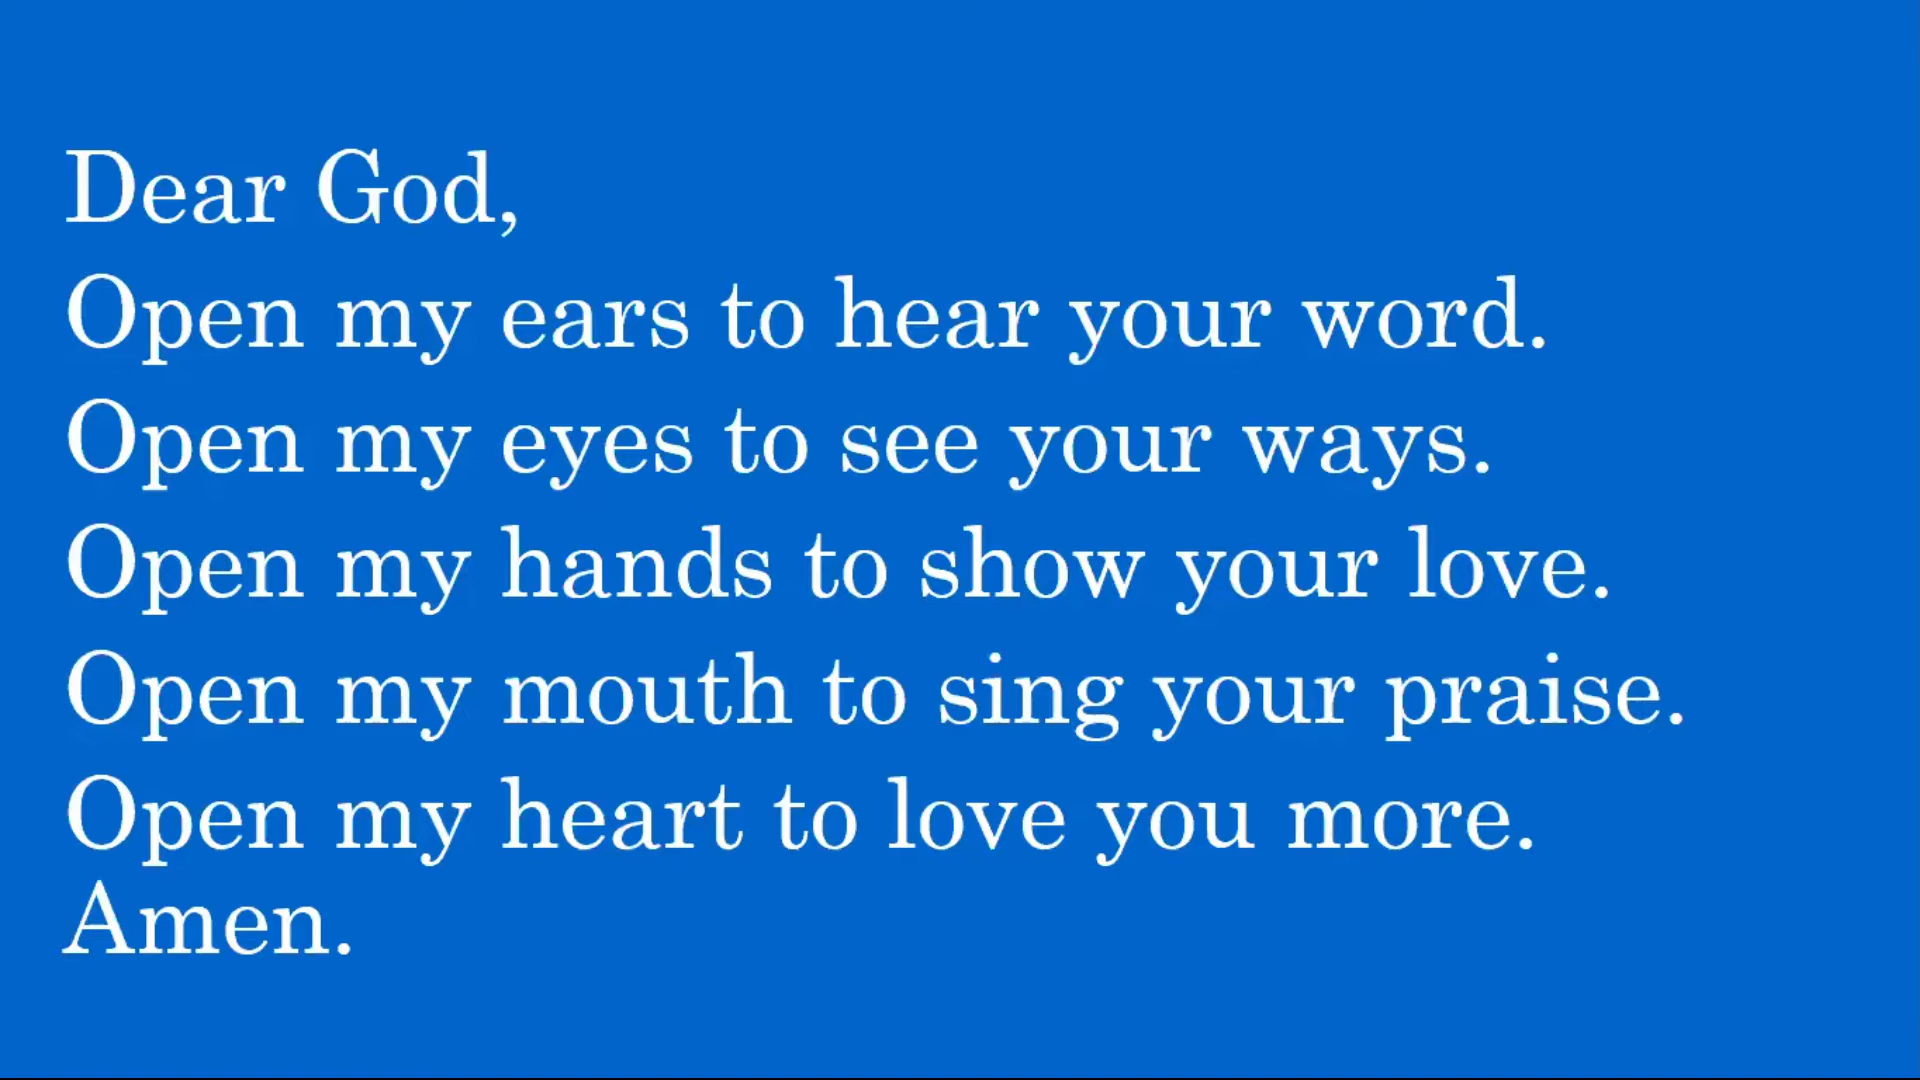 Dear God,
Open my ears to hear your word.
Open my eyes to see your ways.
Open my hands to show your love.
Open my mouth to sing your praise.
Open my heart to love you more.
Amen.